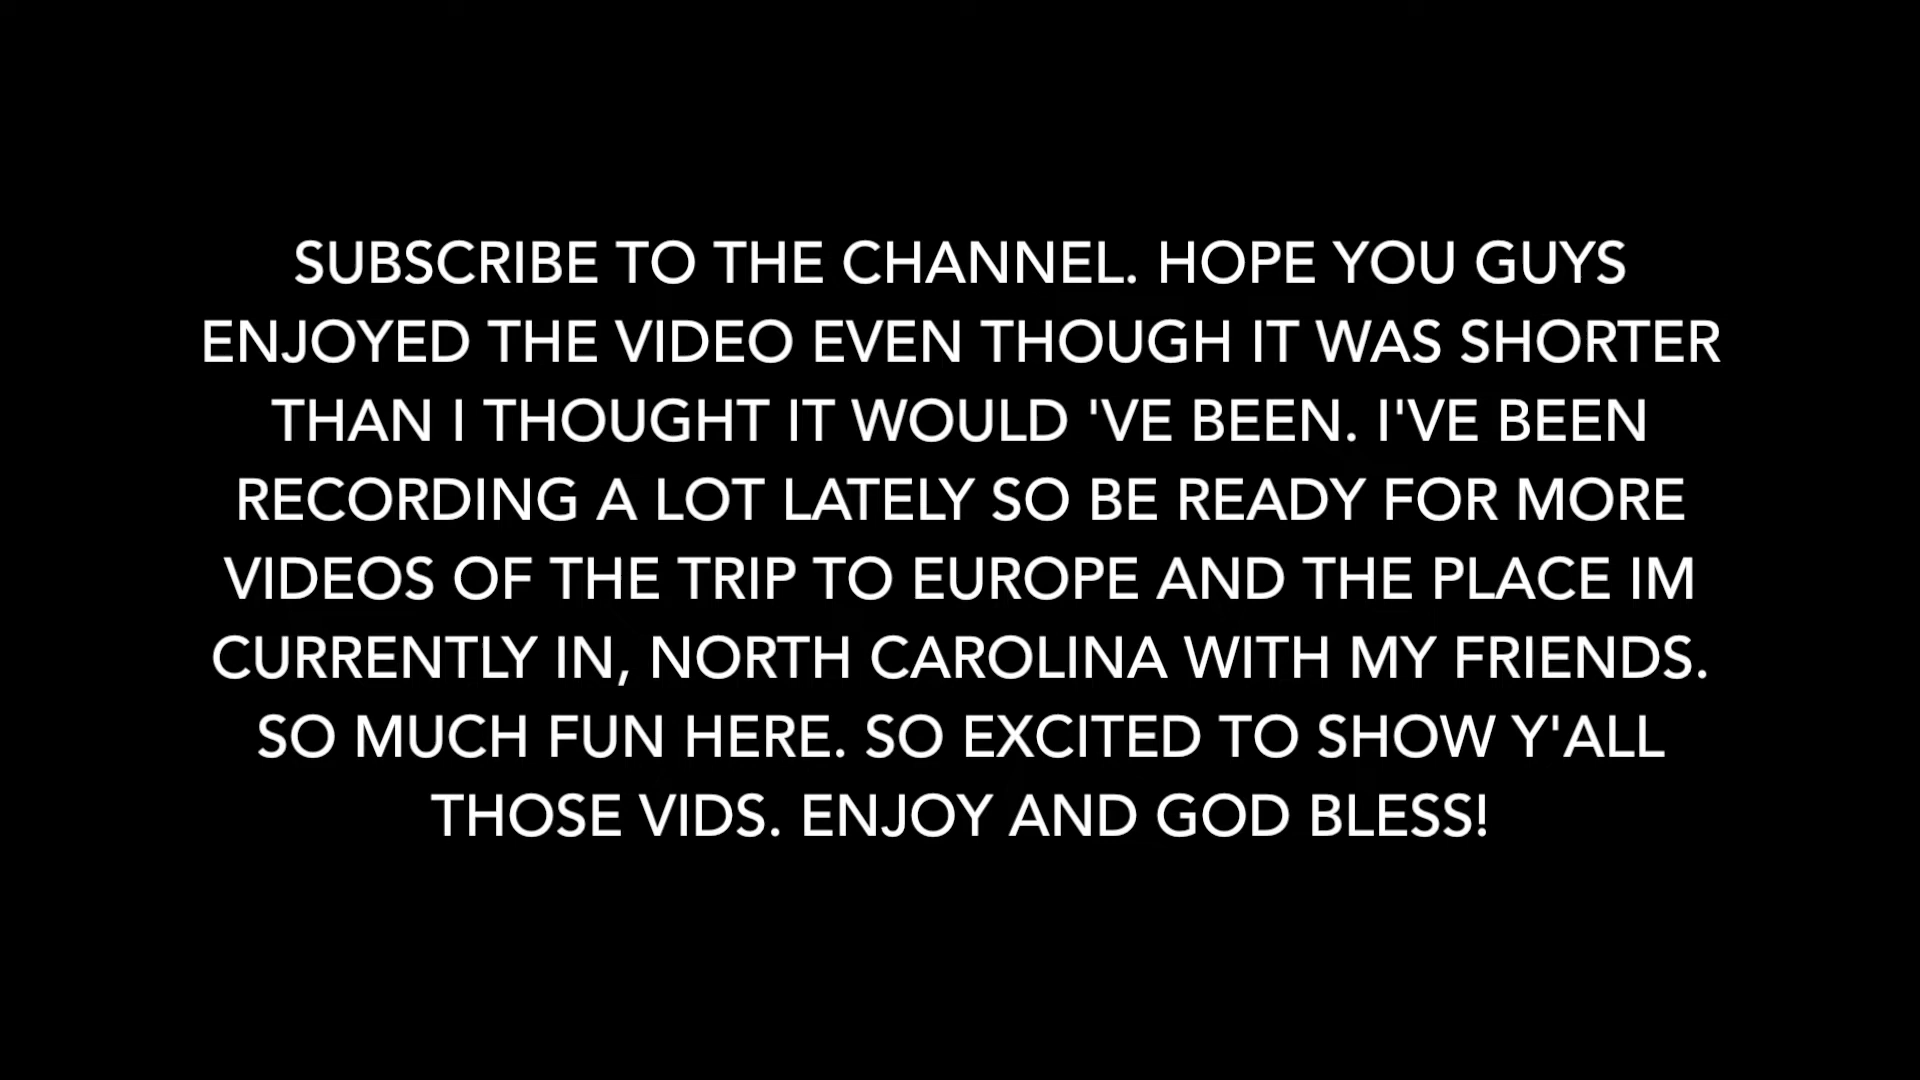 SUBSCRIBE TO THE CHANNEL. HOPE YOU GUYS
ENJOYED THE VIDEO EVEN THOUGH IT WAS SHORTER
THAN I THOUGHT IT WOULD 'VE BEEN. I'VE BEEN
RECORDING A LOT LATELY SO BE READY FOR MORE
VIDEOS OF THE TRIP TO EUROPE AND THE PLACE IM
CURRENTLY IN, NORTH CAROLINA WITH MY FRIENDS.
SO MUCH FUN HERE. SO EXCITED TO SHOW Y'ALL
THOSE VIDS. ENJOY AND GOD BLESS!